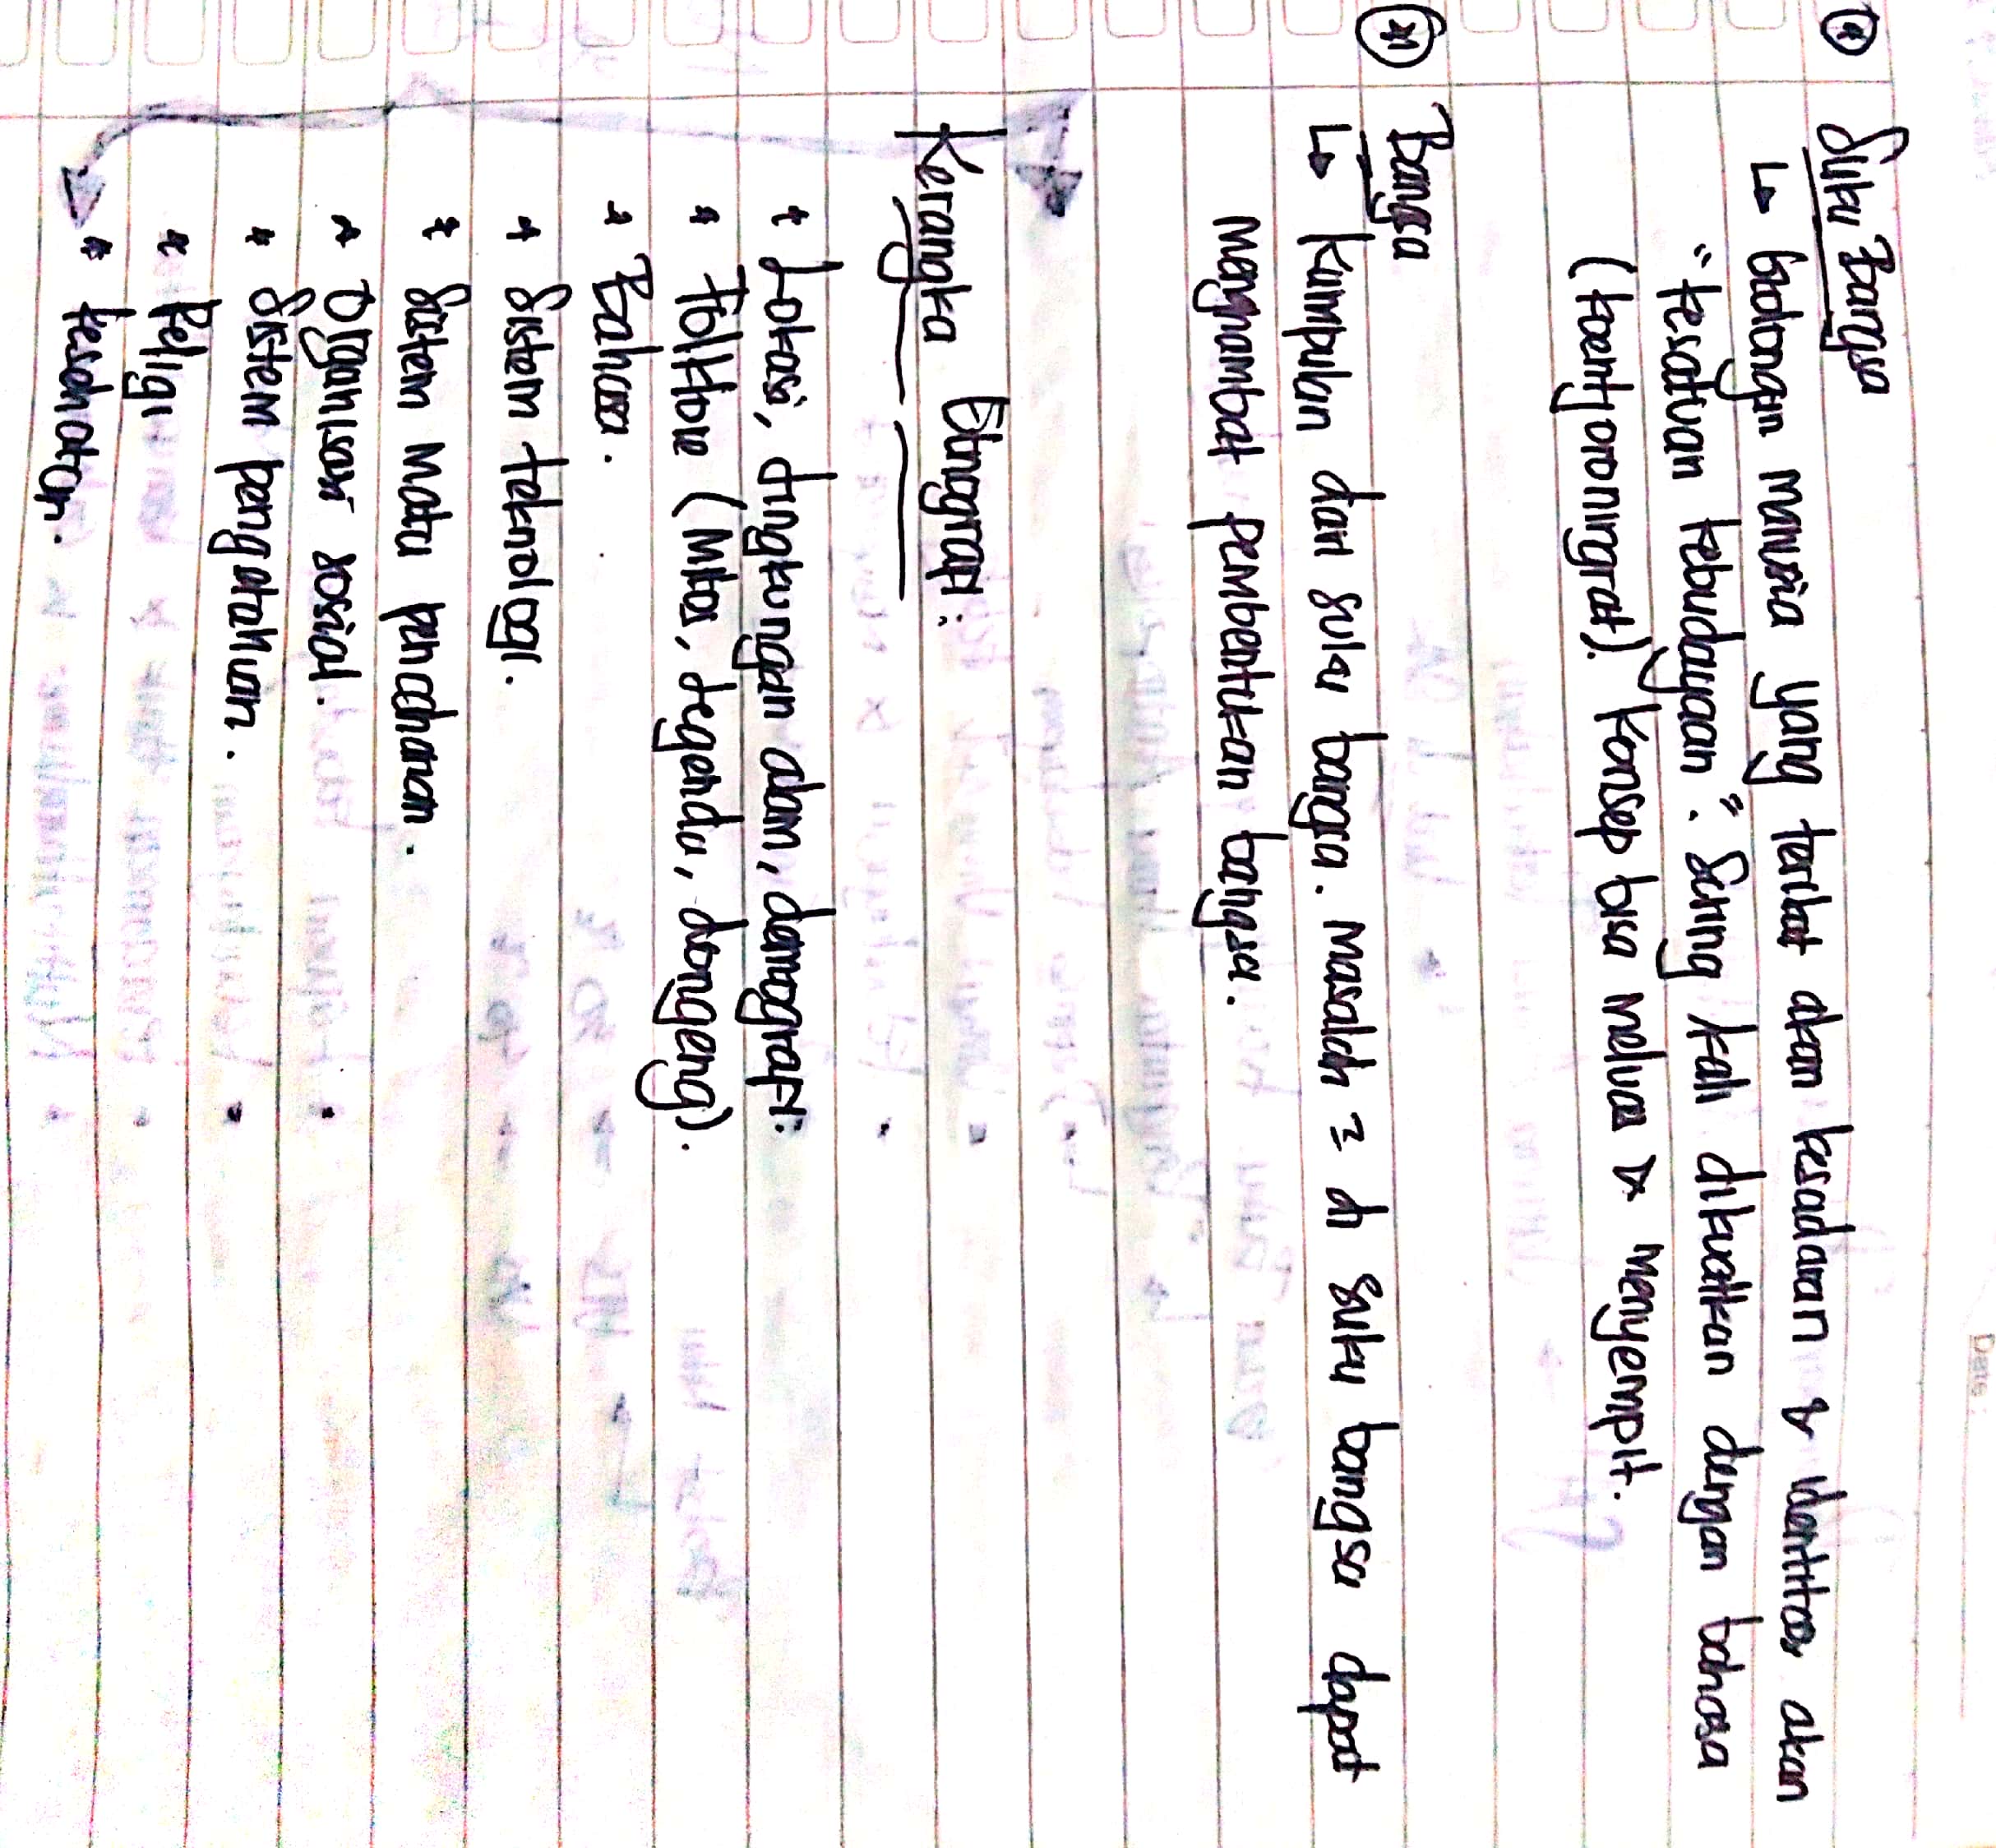 Date:
Suku Bangsa
↳ Golongan manusia yang terikat akan kesadaran & identitas akan
"kesatuan kebudayaan". Sering kali dikuatkan dengan bahasa
(koentjoroningrat). Konsep bisa meluas & menyempit.
Bangsa
↳ Kumpulan dari suku bangsa. Masalah = di suku bangsa dapat
menghambat pembentukan bangsa.
Kerangka Etnografi:
* Lokasi, lingkungan alam, demografi.
* Folklore (Mitos, legenda, dongeng).
* Bahasa.
* Sistem teknologi.
* Sistem mata pencaharian.
* Organisasi sosial.
* Sistem pengetahuan.
* Religi
* kesenian.